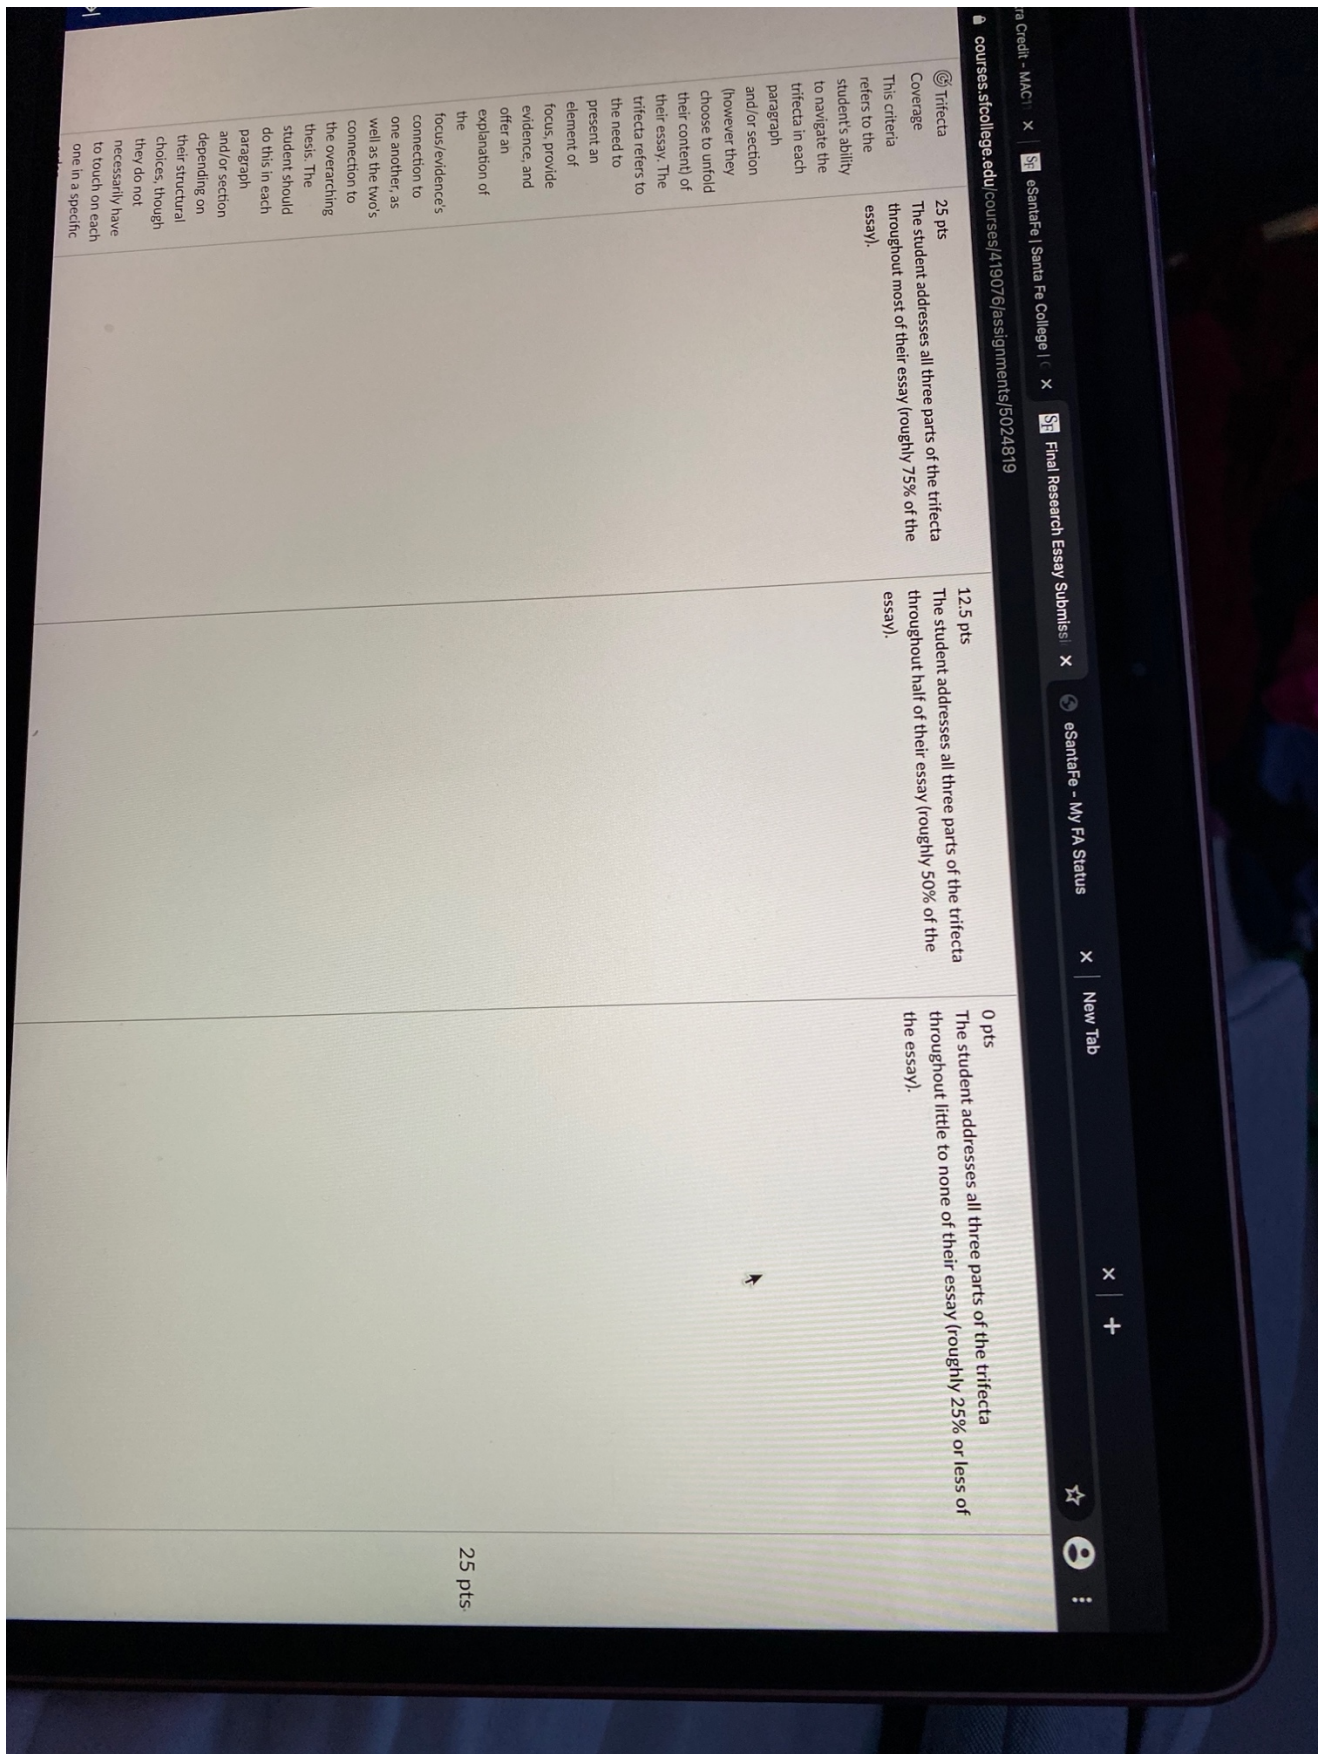 ra Credit - MAC1
eSantaFe | Santa Fe College |
Final Research Essay Submissi
eSantaFe - My FA Status
New Tab
courses.sfcollege.edu/courses/419076/assignments/5024819
Trifecta
Coverage
This criteria
refers to the
student's ability
to navigate the
trifecta in each
paragraph
and/or section
(however they
choose to unfold
their content) of
their essay. The
trifecta refers to
the need to
present an
element of
focus, provide
evidence, and
offer an
explanation of
the
focus/evidence's
connection to
one another, as
well as the two's
connection to
the overarching
thesis. The
student should
do this in each
paragraph
and/or section
depending on
their structural
choices, though
they do not
necessarily have
to touch on each
one in a specific
25 pts
The student addresses all three parts of the trifecta
throughout most of their essay (roughly 75% of the
essay).
12.5 pts
The student addresses all three parts of the trifecta
throughout half of their essay (roughly 50% of the
essay).
0 pts
The student addresses all three parts of the trifecta
throughout little to none of their essay (roughly 25% or less of
the essay).
25 pts